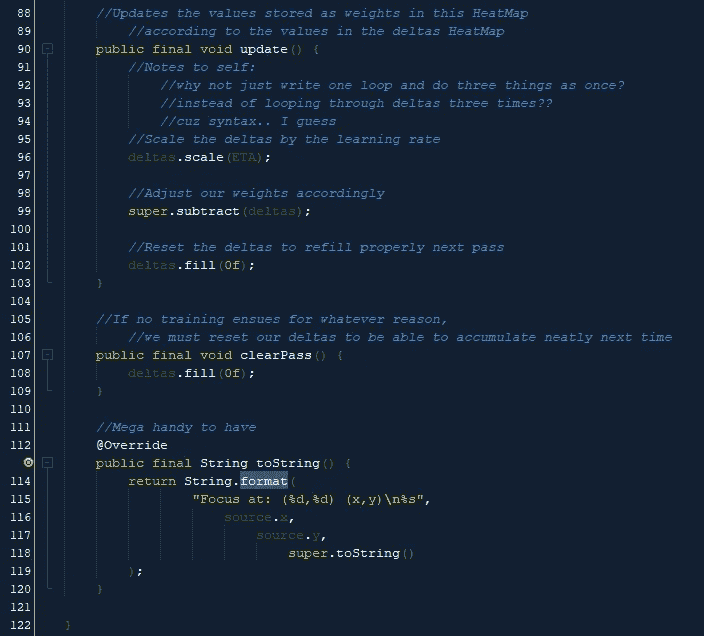 88 //Updates the values stored as weights in this HeatMap
89 //according to the values in the deltas HeatMap
90 public final void update() {
91 //Notes to self:
92 //why not just write one loop and do three things as once?
93 //instead of looping through deltas three times??
94 //cuz syntax.. I guess
95 //Scale the deltas by the learning rate
96 deltas.scale(ETA);
97
98 //Adjust our weights accordingly
99 super.subtract(deltas);
100
101 //Reset the deltas to refill properly next pass
102 deltas.fill(0f);
103 }
104
105 //If no training ensues for whatever reason,
106 //we must reset our deltas to be able to accumulate neatly next time
107 public final void clearPass() {
108 deltas.fill(0f);
109 }
110
111 //Mega handy to have
112 @Override
public final String toString() {
114 return String.format(
115 "Focus at: (%d,%d) (x,y)\n%s",
116 source.x,
117 source.y,
118 super.toString()
119 );
120 }
121
122 }